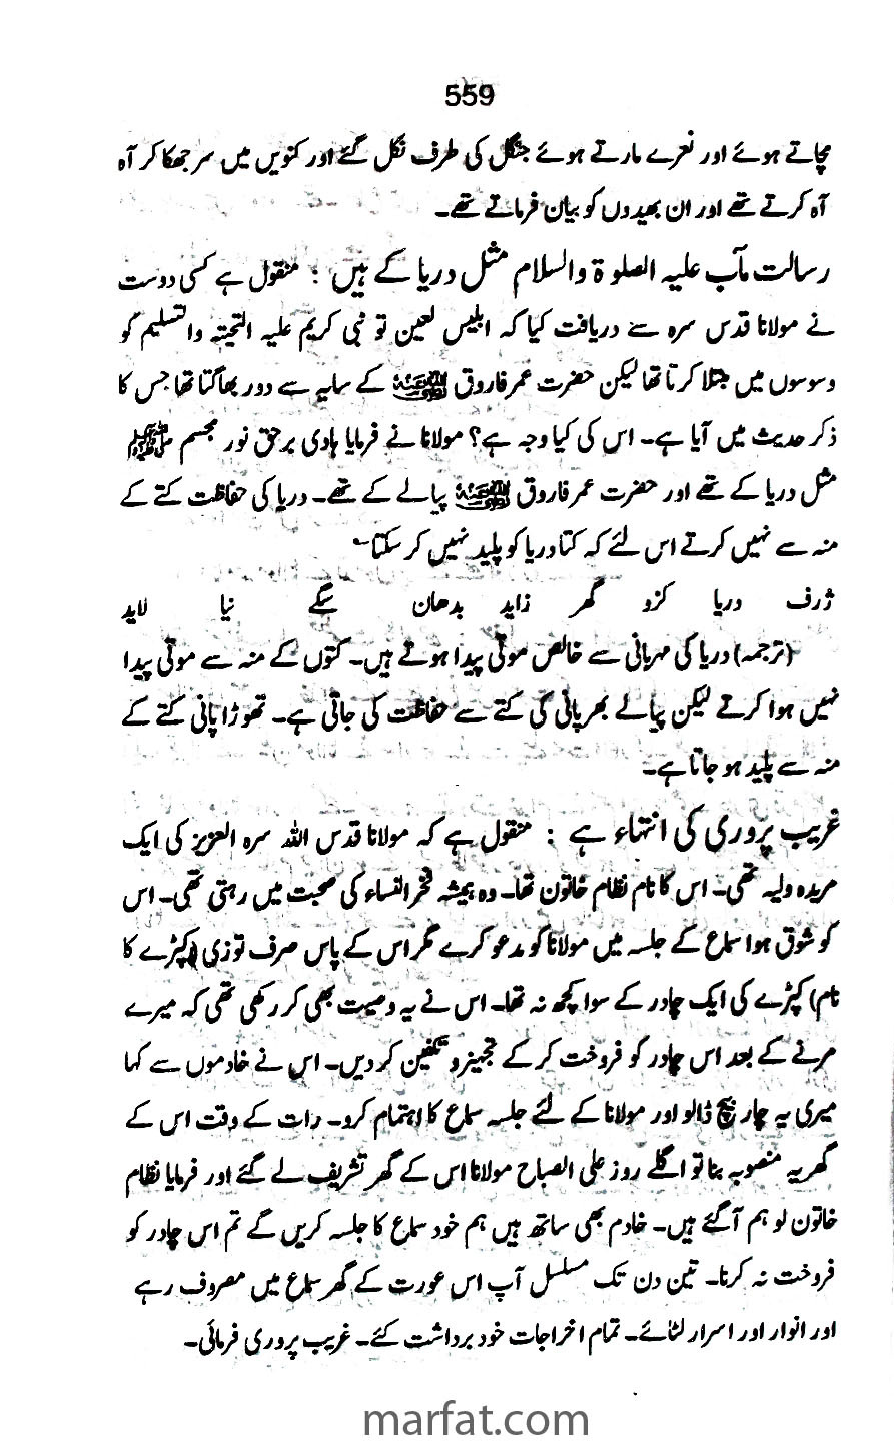 559
مچاتے ہوئے اور نعرے مارتے ہوئے جنگل کی طرف نکل گئے اور کنویں میں سر جھکا کر آہ
آہ کرتے تھے اور ان بھیدوں کو بیان فرماتے تھے۔
رسالت مآب علیہ الصلوۃ والسلام مثل دریا کے ہیں : منقول ہے کسی دوست
نے مولانا قدس سرہ سے دریافت کیا کہ ابلیس لعین تو نبی کریم علیہ التحیتہ والتسلیم کو
وسوسوں میں مبتلا کرتا تھا لیکن حضرت عمر فاروق رضی اللہ عنہ کے سایہ سے دور بھاگتا تھا جس کا
ذکر حدیث میں آیا ہے۔ اس کی کیا وجہ ہے؟ مولانا نے فرمایا ہادی برحق نور مجسم ﷺ
مثل دریا کے تھے اور حضرت عمر فاروق رضی اللہ عنہ پیالے کے تھے۔ دریا کی حفاظت کتے کے
منہ سے نہیں کرتے اس لئے کہ کتا دریا کو پلید نہیں کر سکتا۔
ژرف دریا کزو گھر زاید بدھان سگے نیا لاید
(ترجمہ) دریا کی مہربانی سے خالص موتی پیدا ہوتے ہیں۔ کتوں کے منہ سے موتی پیدا
نہیں ہوا کرتے لیکن پیالے بھر پانی کی کتے سے حفاظت کی جاتی ہے۔ تھوڑا پانی کتے کے
منہ سے پلید ہو جاتا ہے۔
غریب پروری کی انتہاء ہے : منقول ہے کہ مولانا قدس اللہ سرہ العزیز کی ایک
مریدہ ولیہ تھی۔ اس کا نام نظام خاتون تھا۔ وہ ہمیشہ فخر النساء کی صحبت میں رہتی تھی۔ اس
کو شوق ہوا سماع کے جلسہ میں مولانا کو مدعو کرے مگر اس کے پاس صرف توزی (کپڑے کا
نام) کپڑے کی ایک چادر کے سوا کچھ نہ تھا۔ اس نے یہ وصیت بھی کر رکھی تھی کہ میرے
مرنے کے بعد اس چادر کو فروخت کر کے تجہیز و تکفین کر دیں۔ اس نے خادموں سے کہا
میری یہ چار بیچ ڈالو اور مولانا کے لئے جلسہ سماع کا اہتمام کرو۔ رات کے وقت اس کے
گھر یہ منصوبہ بنا تو اگلے روز علی الصباح مولانا اس کے گھر تشریف لے گئے اور فرمایا نظام
خاتون لو ہم آ گئے ہیں۔ خادم بھی ساتھ ہیں ہم خود سماع کا جلسہ کریں گے تم اس چادر کو
فروخت نہ کرنا۔ تین دن تک مسلسل آپ اس عورت کے گھر سماع میں مصروف رہے
اور انوار اور اسرار لٹائے۔ تمام اخراجات خود برداشت کئے۔ غریب پروری فرمائی۔
marfat.com